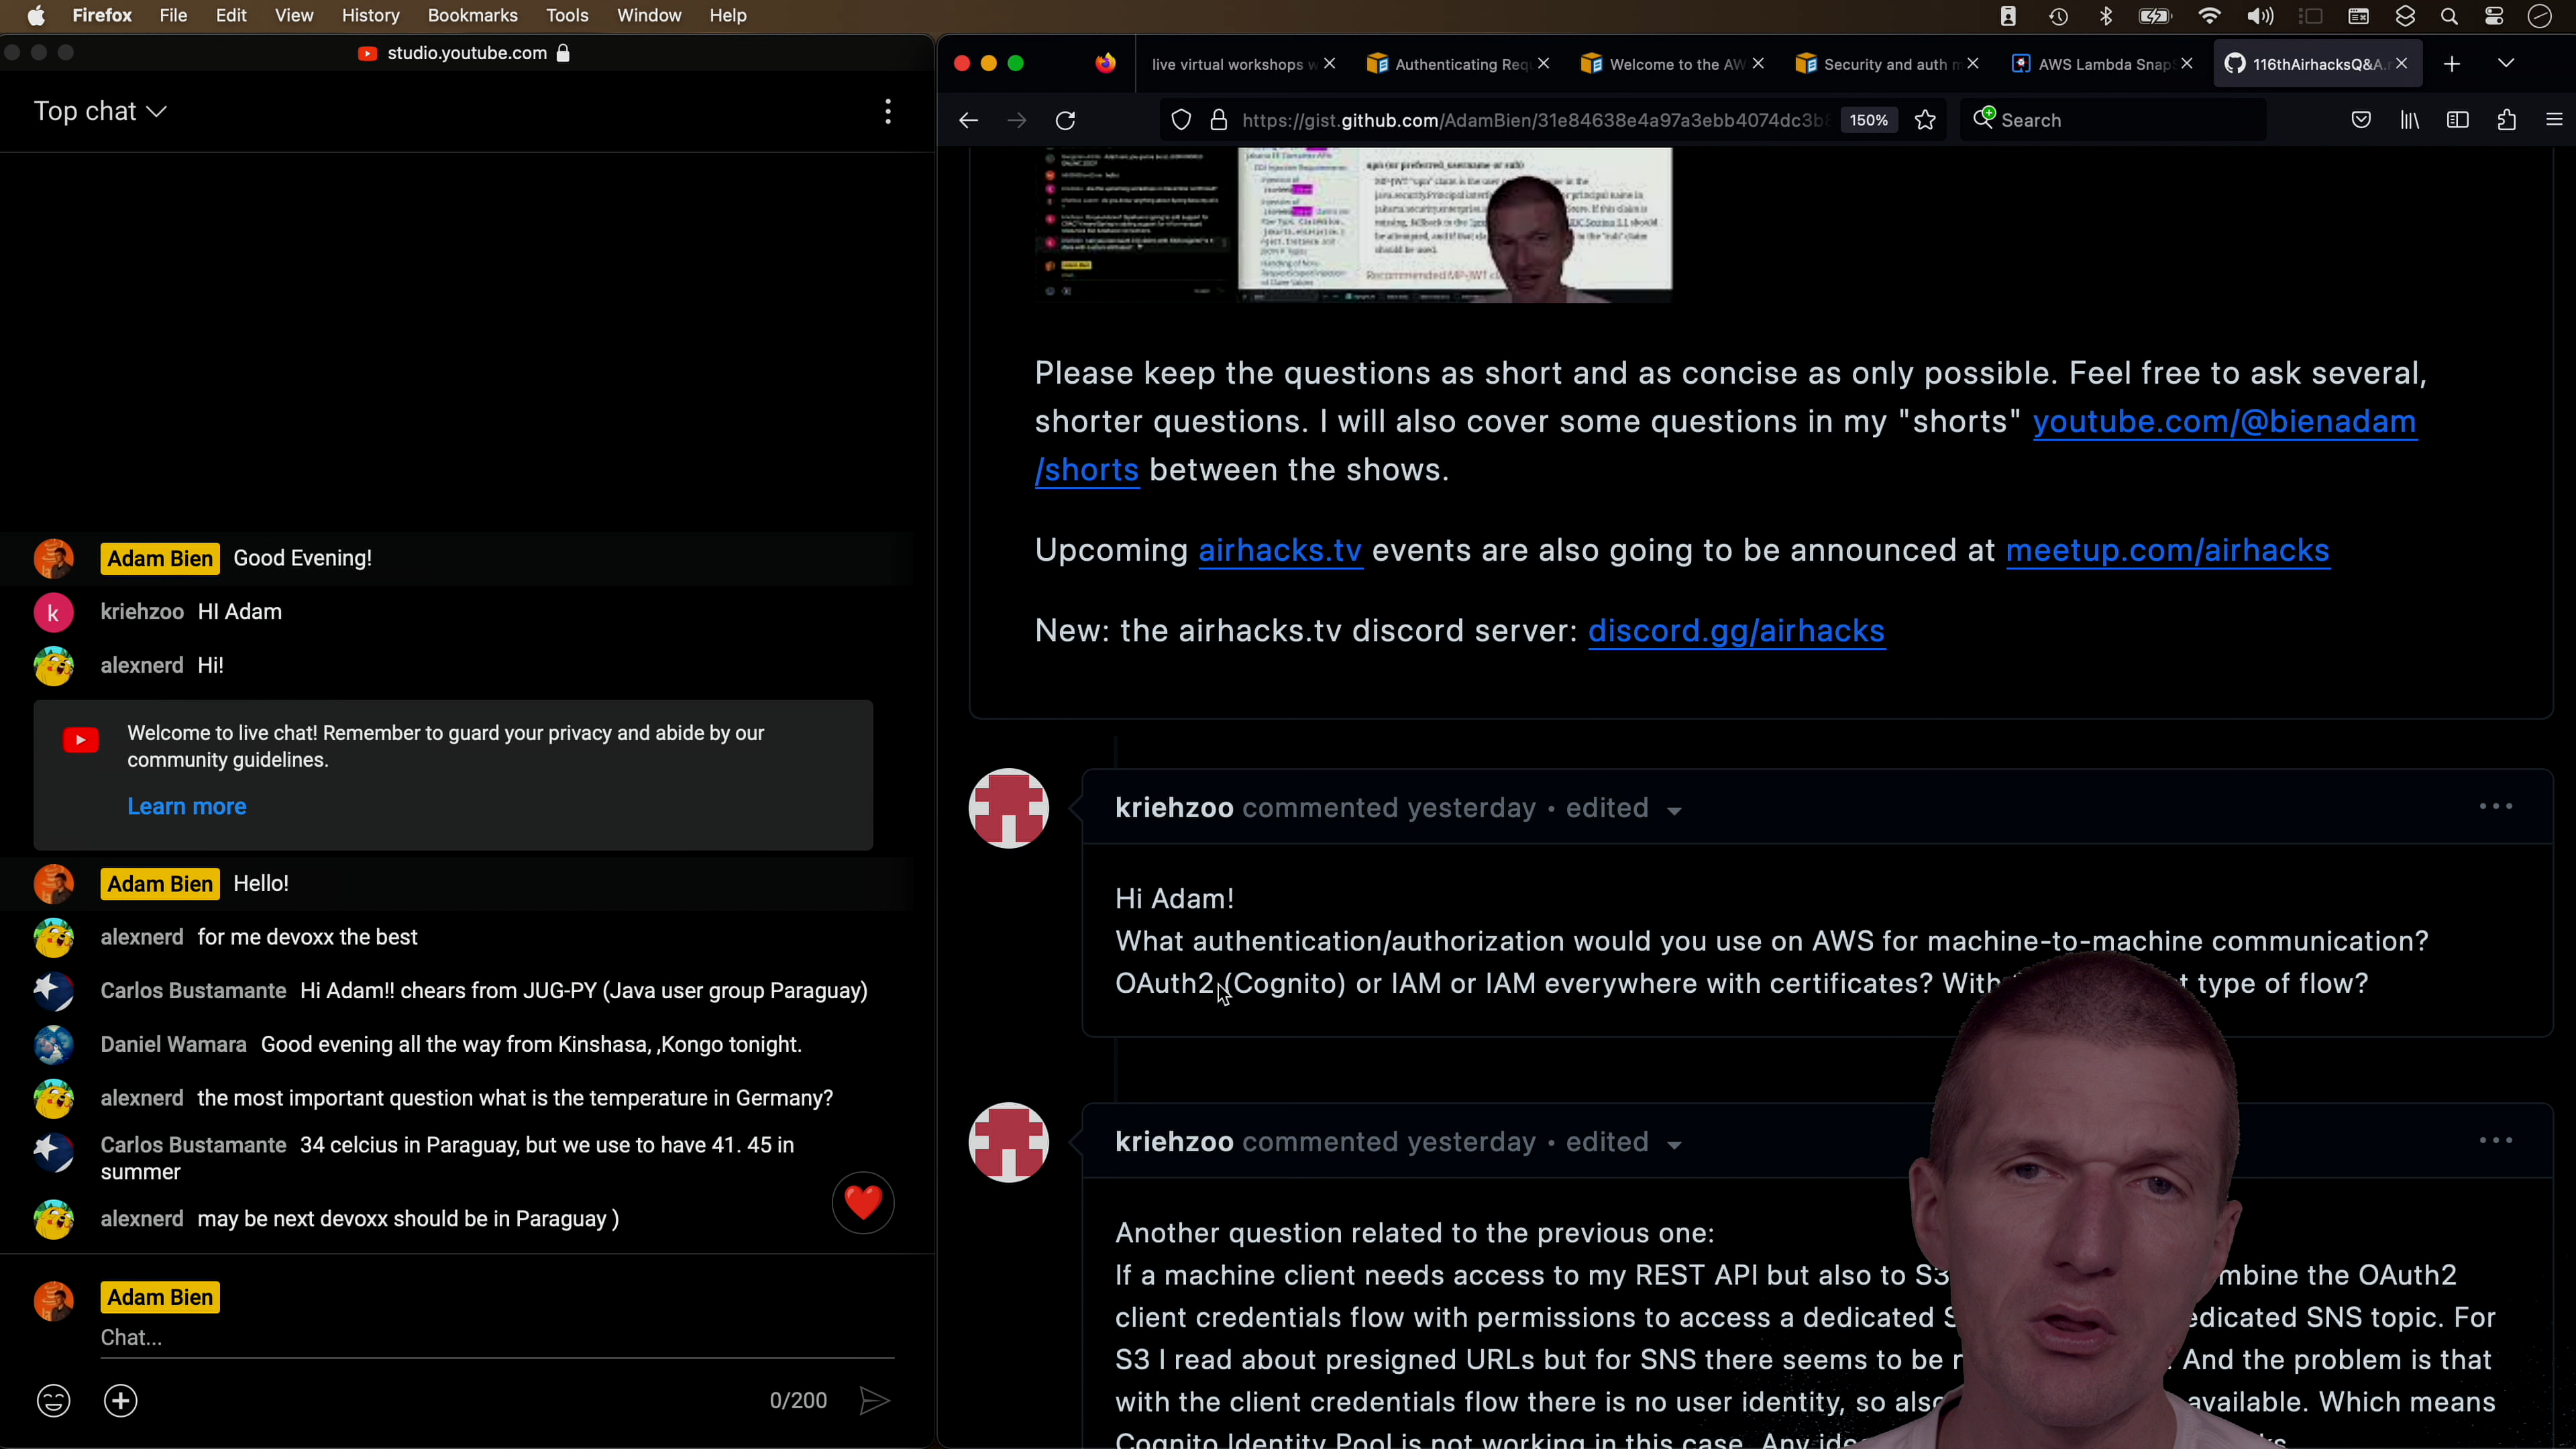 Firefox File Edit View History Bookmarks Tools Window Help
studio.youtube.com
Top chat
Adam Bien Good Evening!
k
kriehzoo HI Adam
alexnerd Hi!
Welcome to live chat! Remember to guard your privacy and abide by our
community guidelines.
Learn more
Adam Bien Hello!
alexnerd for me devoxx the best
Carlos Bustamante Hi Adam!! chears from JUG-PY (Java user group Paraguay)
Daniel Wamara Good evening all the way from Kinshasa, ,Kongo tonight.
alexnerd the most important question what is the temperature in Germany?
Carlos Bustamante 34 celcius in Paraguay, but we use to have 41. 45 in
summer
alexnerd may be next devoxx should be in Paraguay )
Adam Bien
Chat...
0/200
live virtual workshops Authenticating Req Welcome to the AW Security and auth AWS Lambda Snap 116thAirhacksQ&A.
https://gist.github.com/AdamBien/31e84638e4a97a3ebb4074dc3b 150% Search
upn (or preferred_username or sub)
Please keep the questions as short and as concise as only possible. Feel free to ask several,
shorter questions. I will also cover some questions in my "shorts" youtube.com/@bienadam
/shorts between the shows.
Upcoming airhacks.tv events are also going to be announced at meetup.com/airhacks
New: the airhacks.tv discord server: discord.gg/airhacks
kriehzoo commented yesterday • edited
Hi Adam!
What authentication/authorization would you use on AWS for machine-to-machine communication?
OAuth2 (Cognito) or IAM or IAM everywhere with certificates? With type of flow?
kriehzoo commented yesterday • edited
Another question related to the previous one:
If a machine client needs access to my REST API but also to S3 the OAuth2
client credentials flow with permissions to access a dedicated SNS topic. For
S3 I read about presigned URLs but for SNS there seems to be And the problem is that
with the client credentials flow there is no user identity, so available. Which means
Cognito Identity Pool is not working in this case. Any